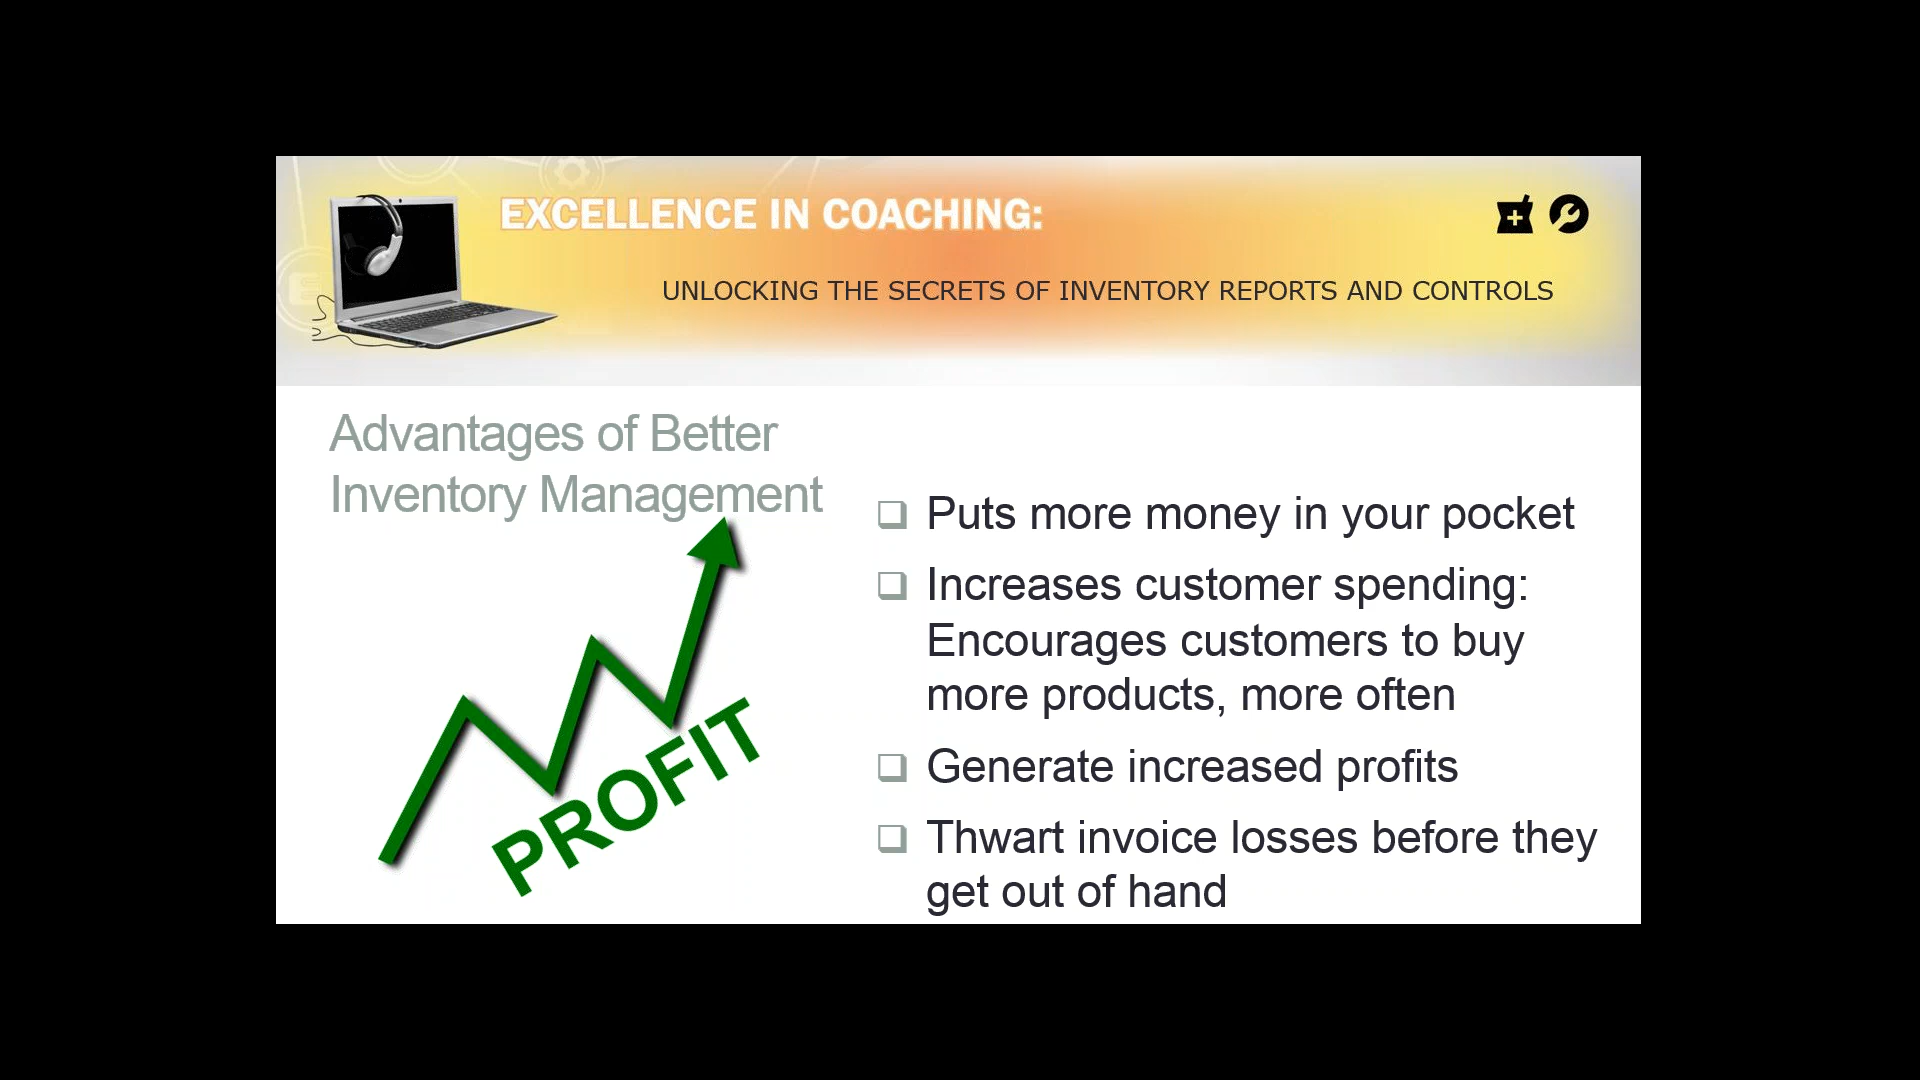 EXCELLENCE IN COACHING:
UNLOCKING THE SECRETS OF INVENTORY REPORTS AND CONTROLS
Advantages of Better
Inventory Management
PROFIT
Puts more money in your pocket
Increases customer spending:
Encourages customers to buy
more products, more often
Generate increased profits
Thwart invoice losses before they
get out of hand